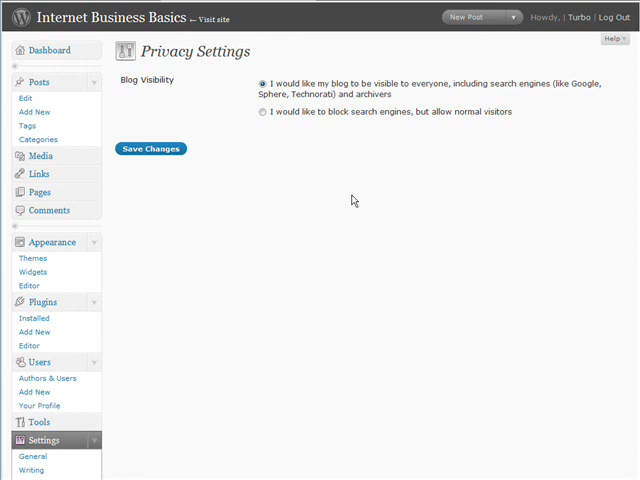 Internet Business Basics ← Visit site
New Post
Howdy, | Turbo | Log Out
Help
Dashboard
Posts
Edit
Add New
Tags
Categories
Media
Links
Pages
Comments
Appearance
Themes
Widgets
Editor
Plugins
Installed
Add New
Editor
Users
Authors & Users
Add New
Your Profile
Tools
Settings
General
Writing
Privacy Settings
Blog Visibility
I would like my blog to be visible to everyone, including search engines (like Google,
Sphere, Technorati) and archivers
I would like to block search engines, but allow normal visitors
Save Changes